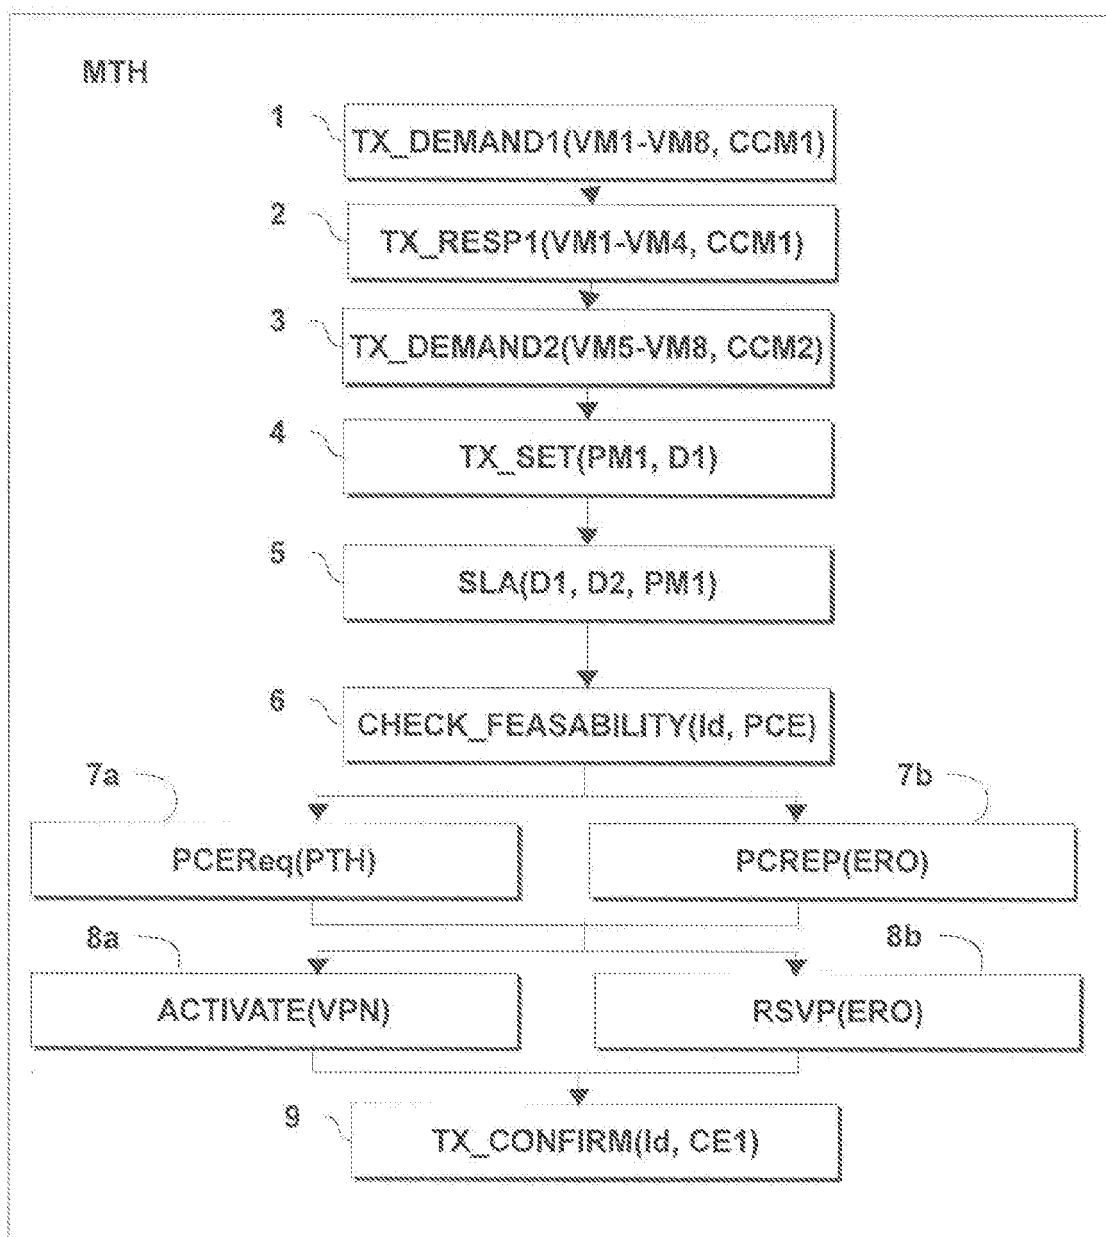 MTH
1
TX_DEMAND1(VM1-VM8, CCM1)
2
TX_RESP1(VM1-VM4, CCM1)
3
TX_DEMAND2(VM5-VM8, CCM2)
4
TX_SET(PM1, D1)
5
SLA(D1, D2, PM1)
6
CHECK_FEASABILITY(Id, PCE)
7a
7b
PCEReq(PTH)
PCREP(ERO)
8a
8b
ACTIVATE(VPN)
RSVP(ERO)
9
TX_CONFIRM(Id, CE1)